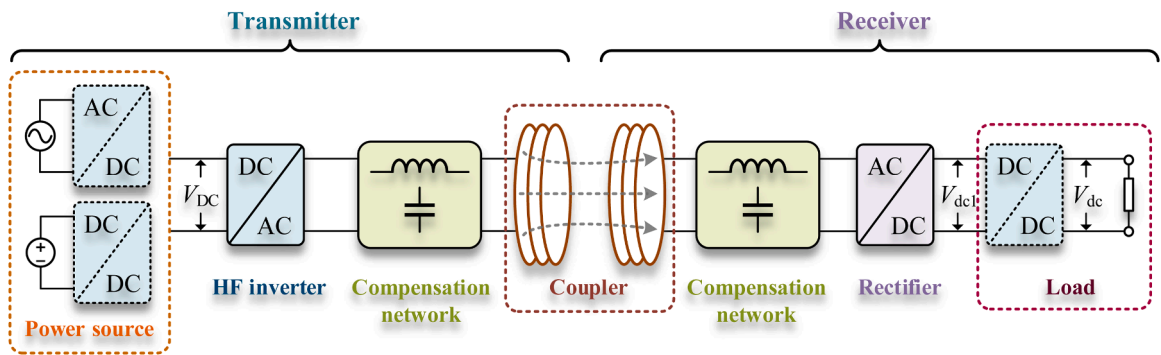 Transmitter
Receiver
AC
DC
DC
DC
Power source
V_DC
DC
AC
HF inverter
Compensation
network
Coupler
Compensation
network
AC
DC
Rectifier
V_dc1
DC
DC
V_dc
Load